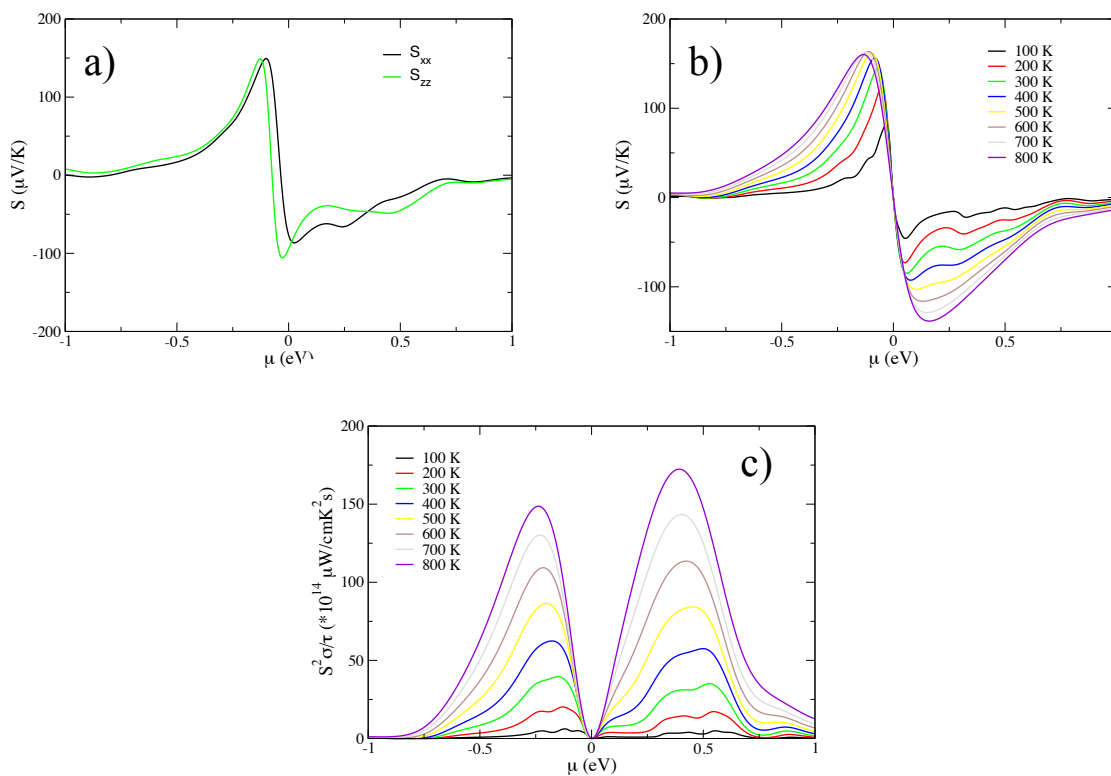 a)
S_xx
S_zz
200
100
0
-100
-200
S (μV/K)
-1
-0.5
0
0.5
1
μ (eV)
b)
100 K
200 K
300 K
400 K
500 K
600 K
700 K
800 K
200
100
0
-100
S (μV/K)
-1
-0.5
0
0.5
μ (eV)
c)
100 K
200 K
300 K
400 K
500 K
600 K
700 K
800 K
200
150
100
50
0
S²σ/τ (*10¹⁴ μW/cmK²s)
-1
-0.5
0
0.5
1
μ (eV)